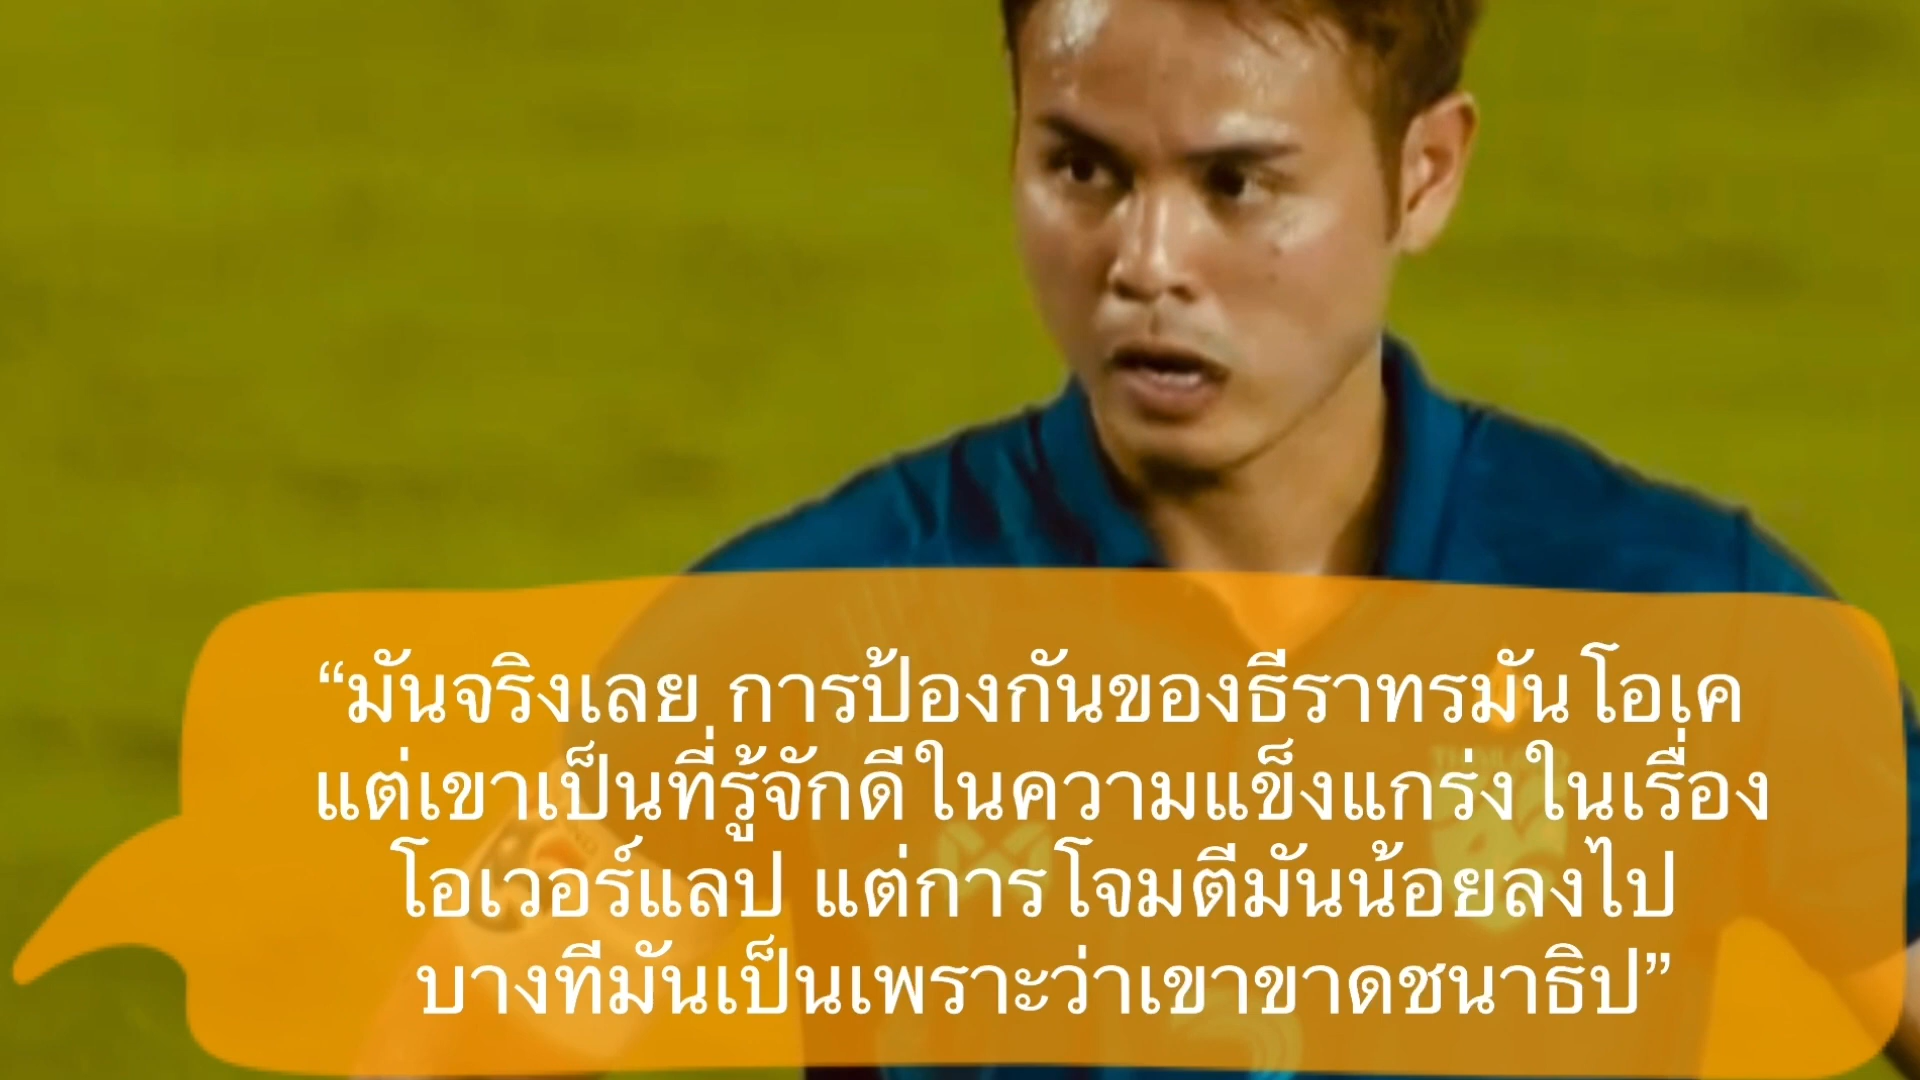 “มันจริงเลย การป้องกันของธีราทรมันโอเค
แต่เขาเป็นที่รู้จักดีในความแข็งแกร่งในเรื่อง
โอเวอร์แลป แต่การโจมตีมันน้อยลงไป
บางทีมันเป็นเพราะว่าเขาขาดชนาธิป”
THAILAND